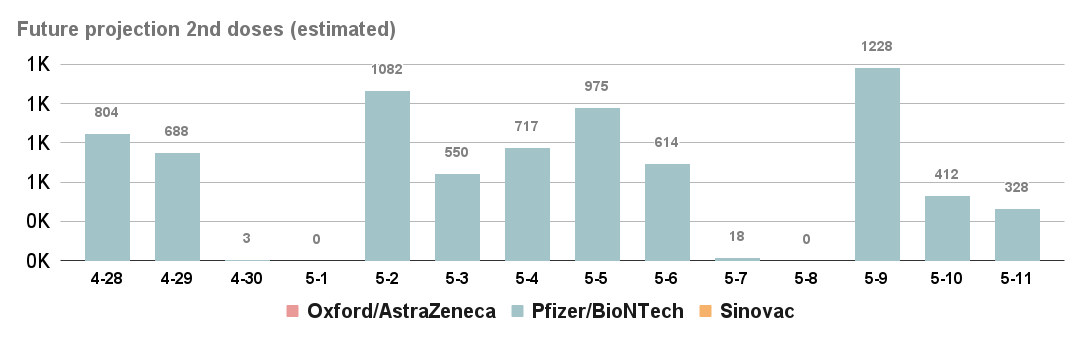 Future projection 2nd doses (estimated)
1K
1K
1K
1K
0K
0K
804
688
3
0
1082
550
717
975
614
18
0
1228
412
328
4-28 4-29 4-30 5-1 5-2 5-3 5-4 5-5 5-6 5-7 5-8 5-9 5-10 5-11
Oxford/AstraZeneca Pfizer/BioNTech Sinovac